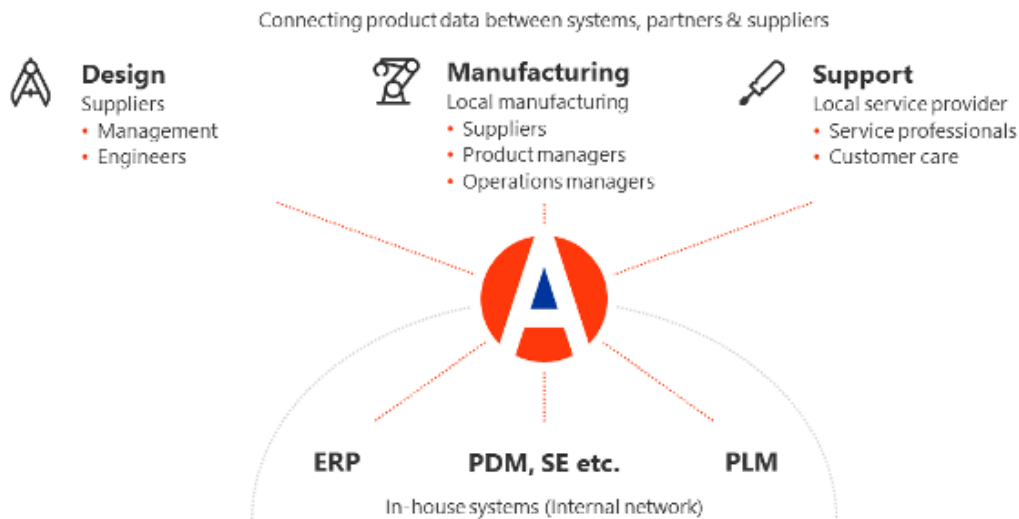 Connecting product data between systems, partners & suppliers
Design
Suppliers
• Management
• Engineers
Manufacturing
Local manufacturing
• Suppliers
• Product managers
• Operations managers
Support
Local service provider
• Service professionals
• Customer care
A
ERP
PDM, SE etc.
PLM
In-house systems (Internal network)